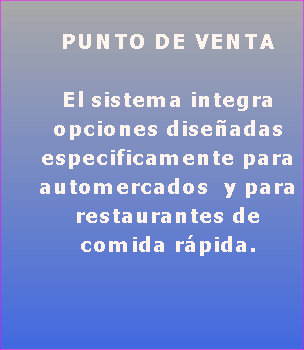 PUNTO DE VENTA
El sistema integra
opciones diseñadas
especificamente para
automercados  y para
restaurantes de
comida rápida.